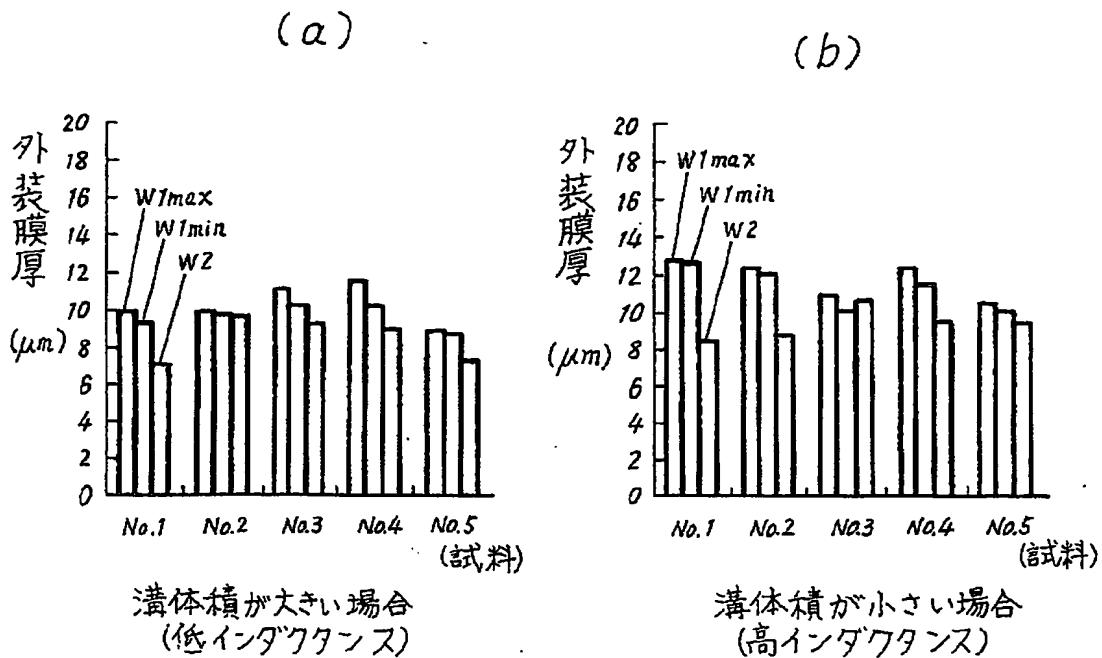 (a)
外装膜厚
(μm)
20
18
16
14
12
10
8
6
4
2
0
W1max
W1min
W2
No.1 No.2 No.3 No.4 No.5
(試料)
溝体積が大きい場合
(低インダクタンス)
(b)
外装膜厚
(μm)
20
18
16
14
12
10
8
6
4
2
0
W1max
W1min
W2
No.1 No.2 No.3 No.4 No.5
(試料)
溝体積が小さい場合
(高インダクタンス)